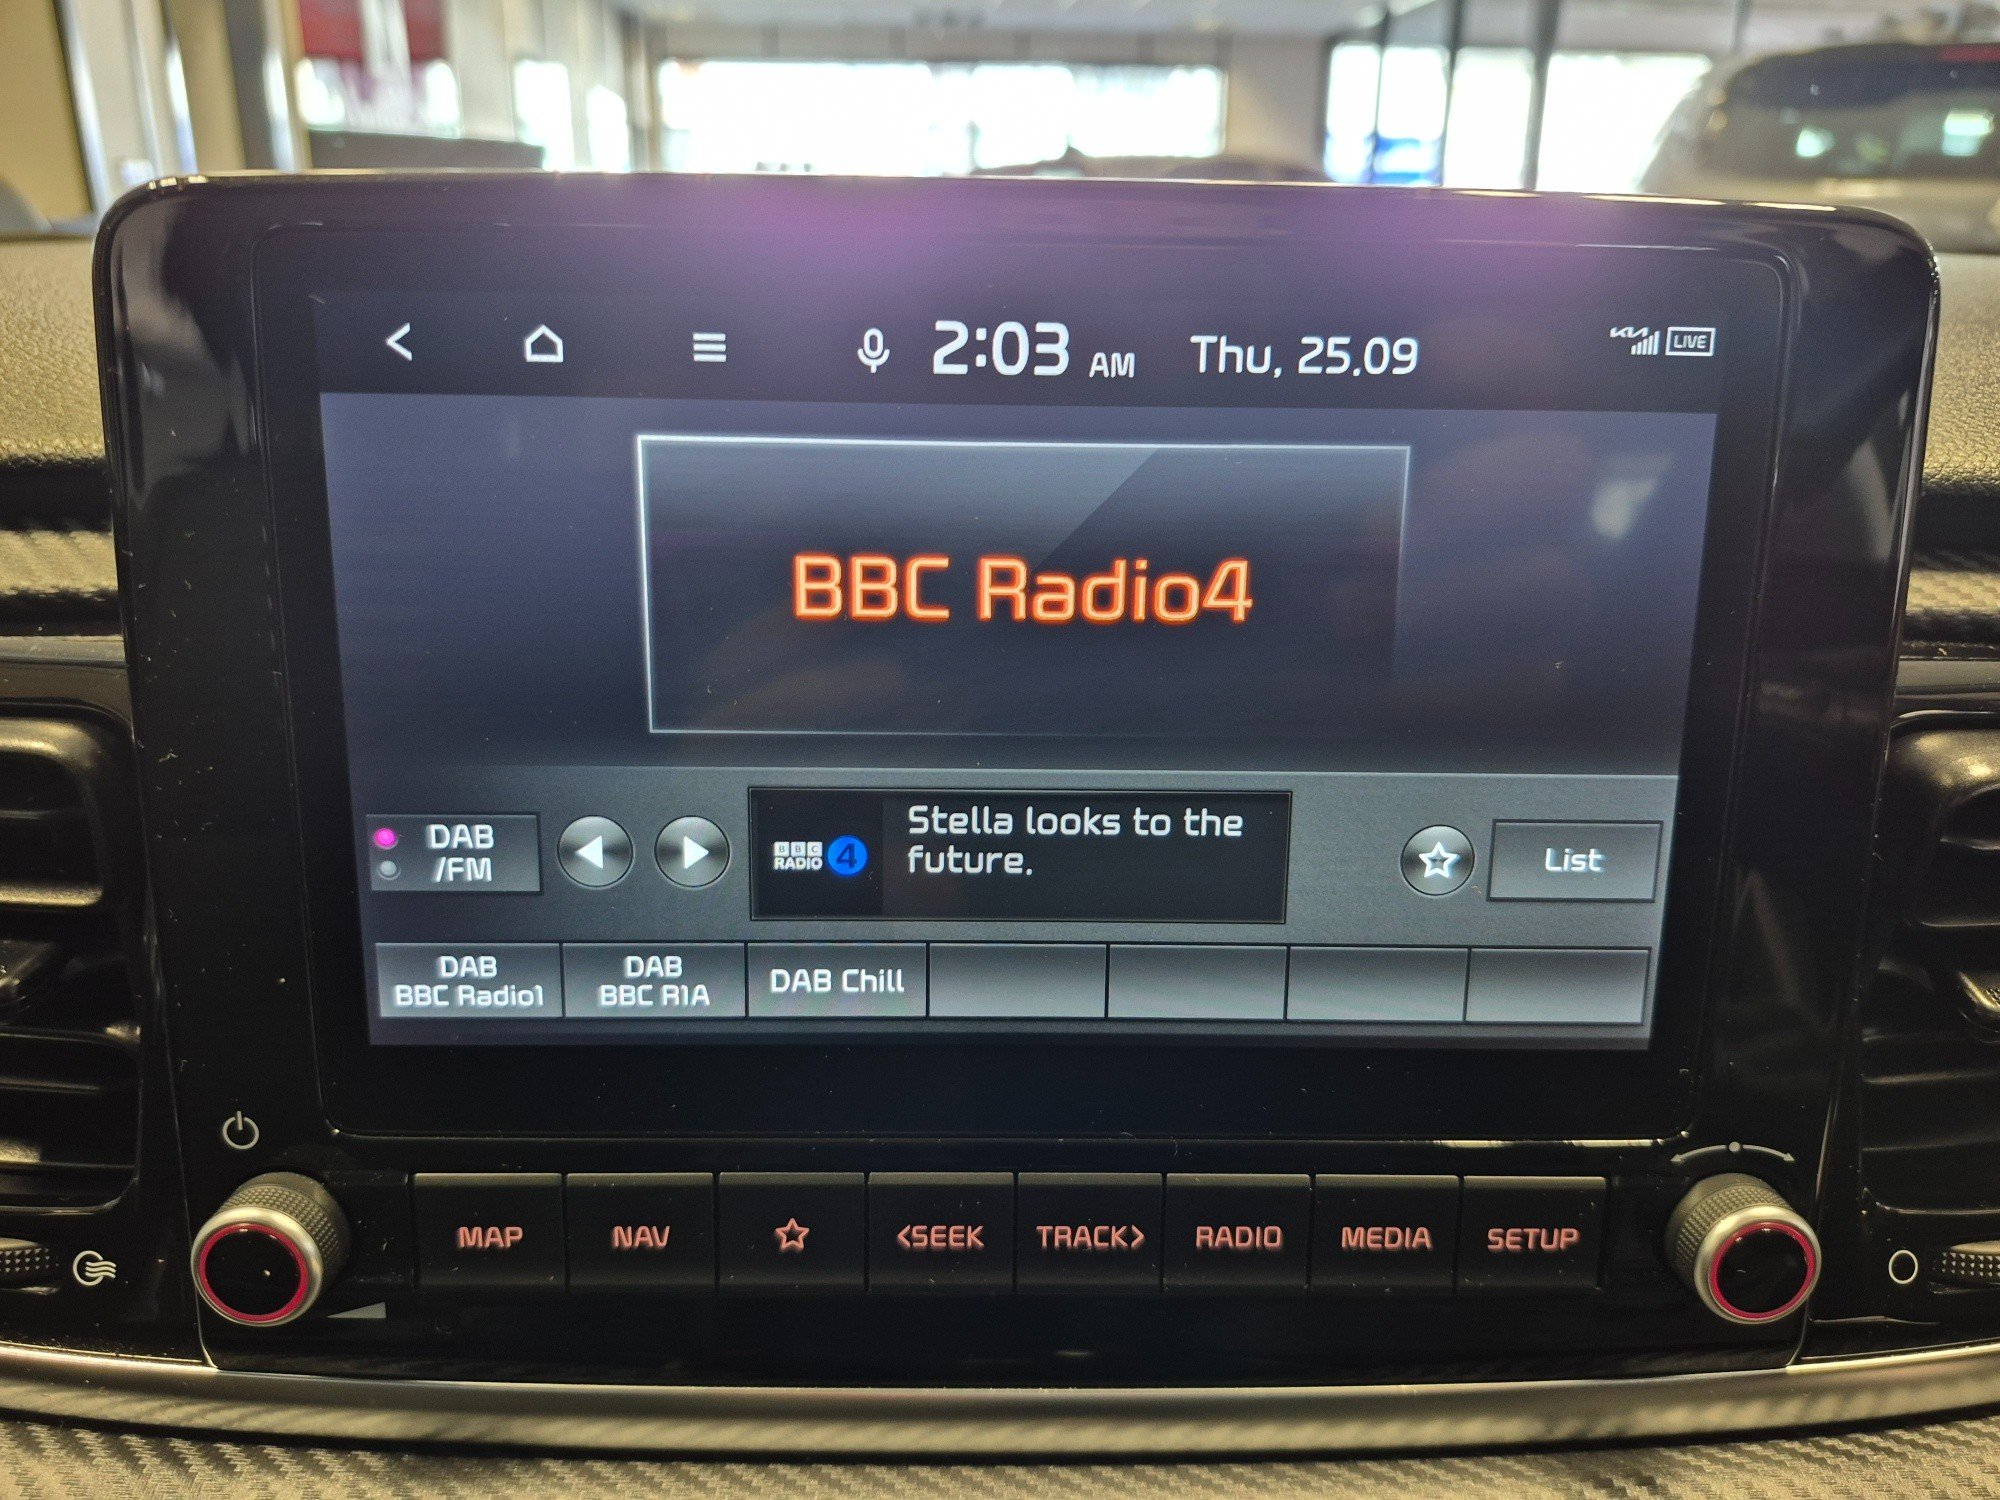 2:03 AM Thu, 25.09 KIA LIVE
BBC Radio4
DAB
/FM
BBC
RADIO 4
Stella looks to the
future.
List
DAB
BBC Radio1
DAB
BBC R1A
DAB Chill
MAP NAV <SEEK TRACK> RADIO MEDIA SETUP